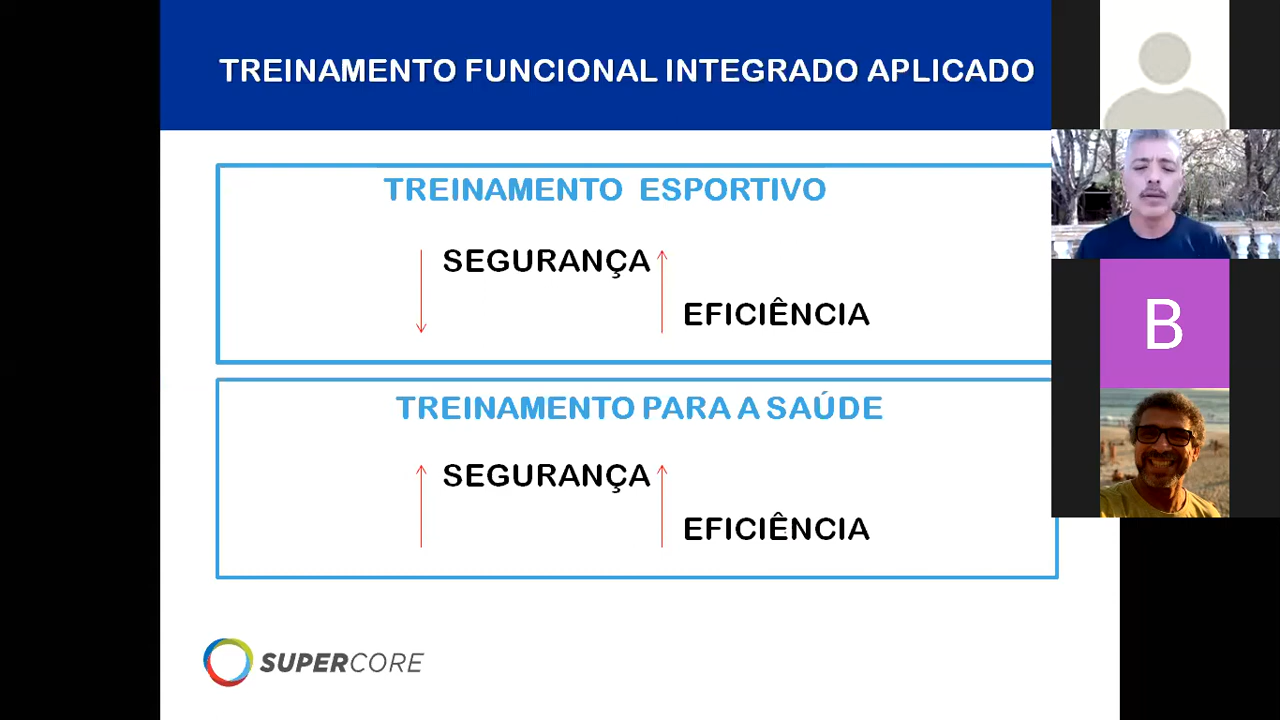 TREINAMENTO FUNCIONAL INTEGRADO APLICADO
TREINAMENTO ESPORTIVO
SEGURANÇA
EFICIÊNCIA
TREINAMENTO PARA A SAÚDE
SEGURANÇA
EFICIÊNCIA
B
SUPERCORE